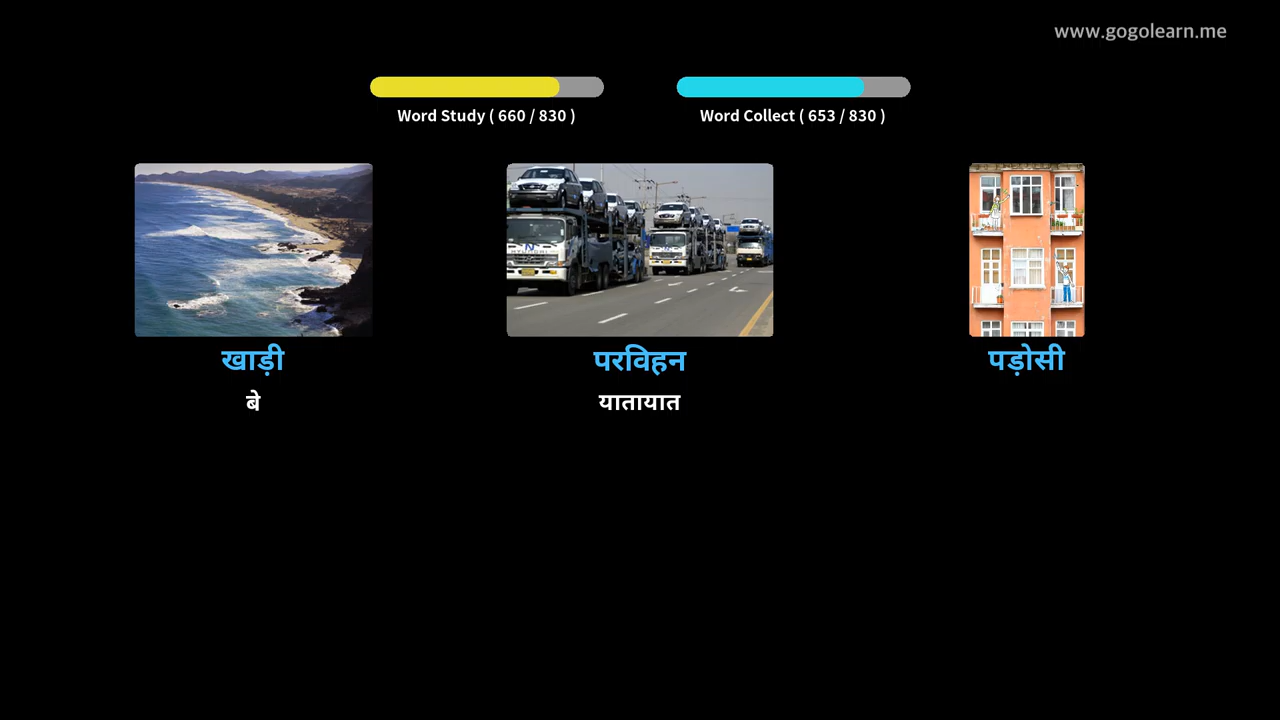 www.gogolearn.me
Word Study ( 660 / 830 )
Word Collect ( 653 / 830 )
खाड़ी
परविहन
पड़ोसी
बे
यातायात